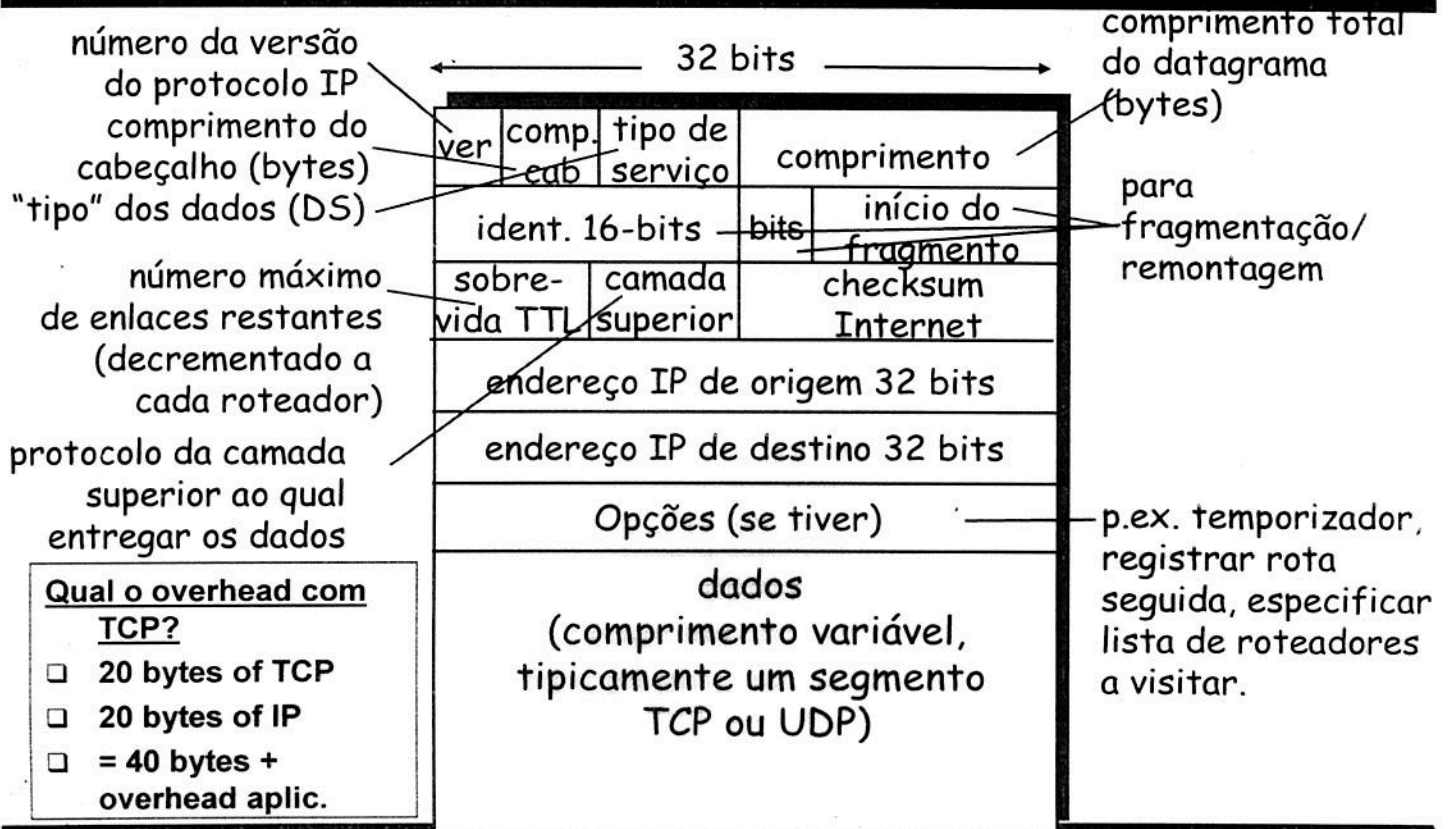 número da versão
do protocolo IP
comprimento do
cabeçalho (bytes)
"tipo" dos dados (DS)
número máximo
de enlaces restantes
(decrementado a
cada roteador)
protocolo da camada
superior ao qual
entregar os dados
32 bits
ver
comp.
cab
tipo de
serviço
comprimento
ident. 16-bits
bits
início do
fragmento
sobre-
vida TTL
camada
superior
checksum
Internet
endereço IP de origem 32 bits
endereço IP de destino 32 bits
Opções (se tiver)
dados
(comprimento variável,
tipicamente um segmento
TCP ou UDP)
comprimento total
do datagrama
(bytes)
para
fragmentação/
remontagem
p.ex. temporizador,
registrar rota
seguida, especificar
lista de roteadores
a visitar.
Qual o overhead com
TCP?
❑ 20 bytes of TCP
❑ 20 bytes of IP
❑ = 40 bytes +
overhead aplic.